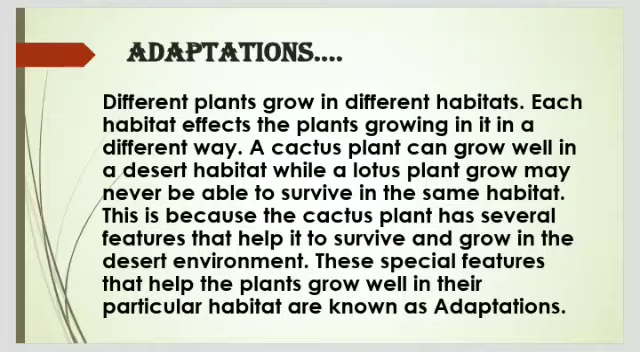 ADAPTATIONS....
Different plants grow in different habitats. Each
habitat effects the plants growing in it in a
different way. A cactus plant can grow well in
a desert habitat while a lotus plant grow may
never be able to survive in the same habitat.
This is because the cactus plant has several
features that help it to survive and grow in the
desert environment. These special features
that help the plants grow well in their
particular habitat are known as Adaptations.